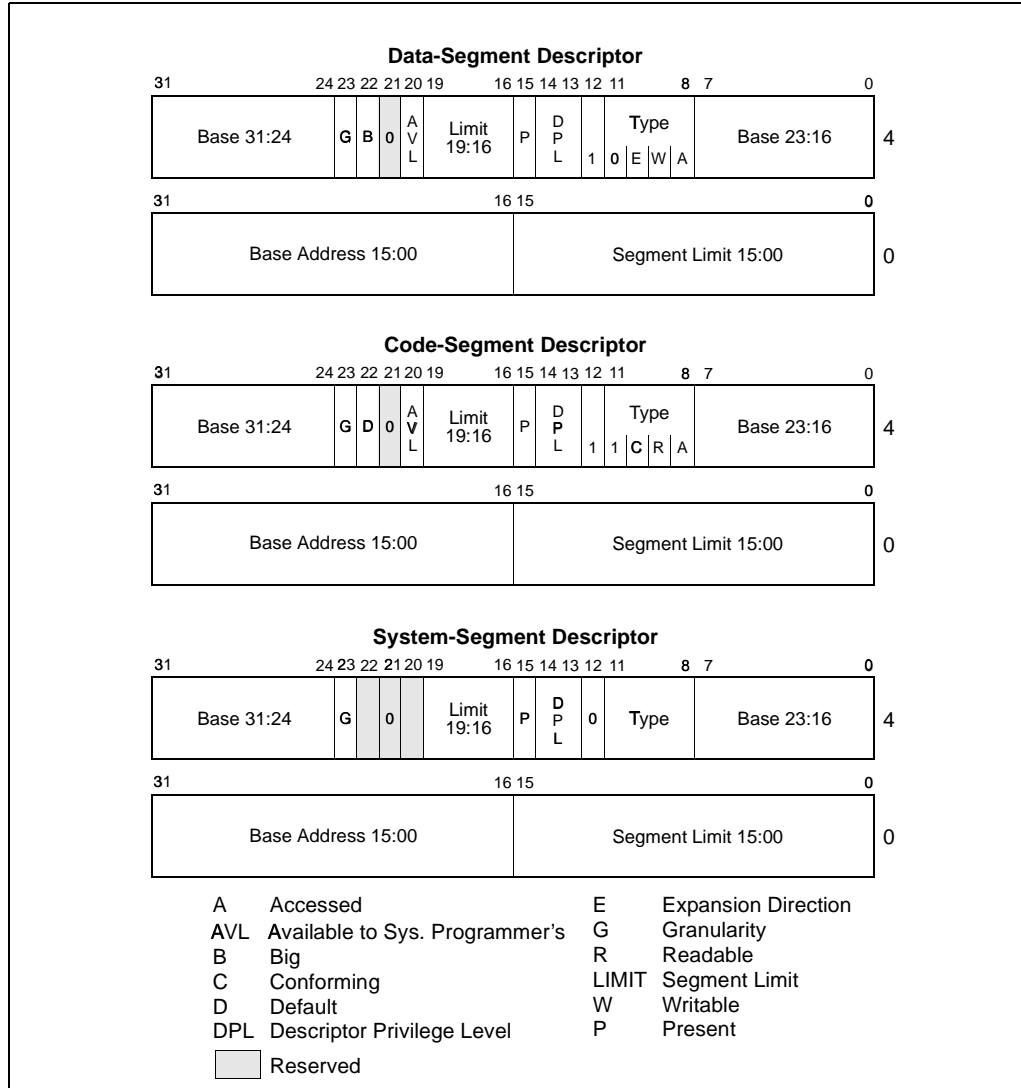 Data-Segment Descriptor
31 24 23 22 21 20 19 16 15 14 13 12 11 8 7 0
Base 31:24 G B 0 AVL Limit 19:16 P DPL 1 Type 0 E W A Base 23:16 4
31 16 15 0
Base Address 15:00 Segment Limit 15:00 0
Code-Segment Descriptor
31 24 23 22 21 20 19 16 15 14 13 12 11 8 7 0
Base 31:24 G D 0 AVL Limit 19:16 P DPL 1 Type 1 C R A Base 23:16 4
31 16 15 0
Base Address 15:00 Segment Limit 15:00 0
System-Segment Descriptor
31 24 23 22 21 20 19 16 15 14 13 12 11 8 7 0
Base 31:24 G 0 Limit 19:16 P DPL 0 Type Base 23:16 4
31 16 15 0
Base Address 15:00 Segment Limit 15:00 0
A Accessed
AVL Available to Sys. Programmer's
B Big
C Conforming
D Default
DPL Descriptor Privilege Level
Reserved
E Expansion Direction
G Granularity
R Readable
LIMIT Segment Limit
W Writable
P Present